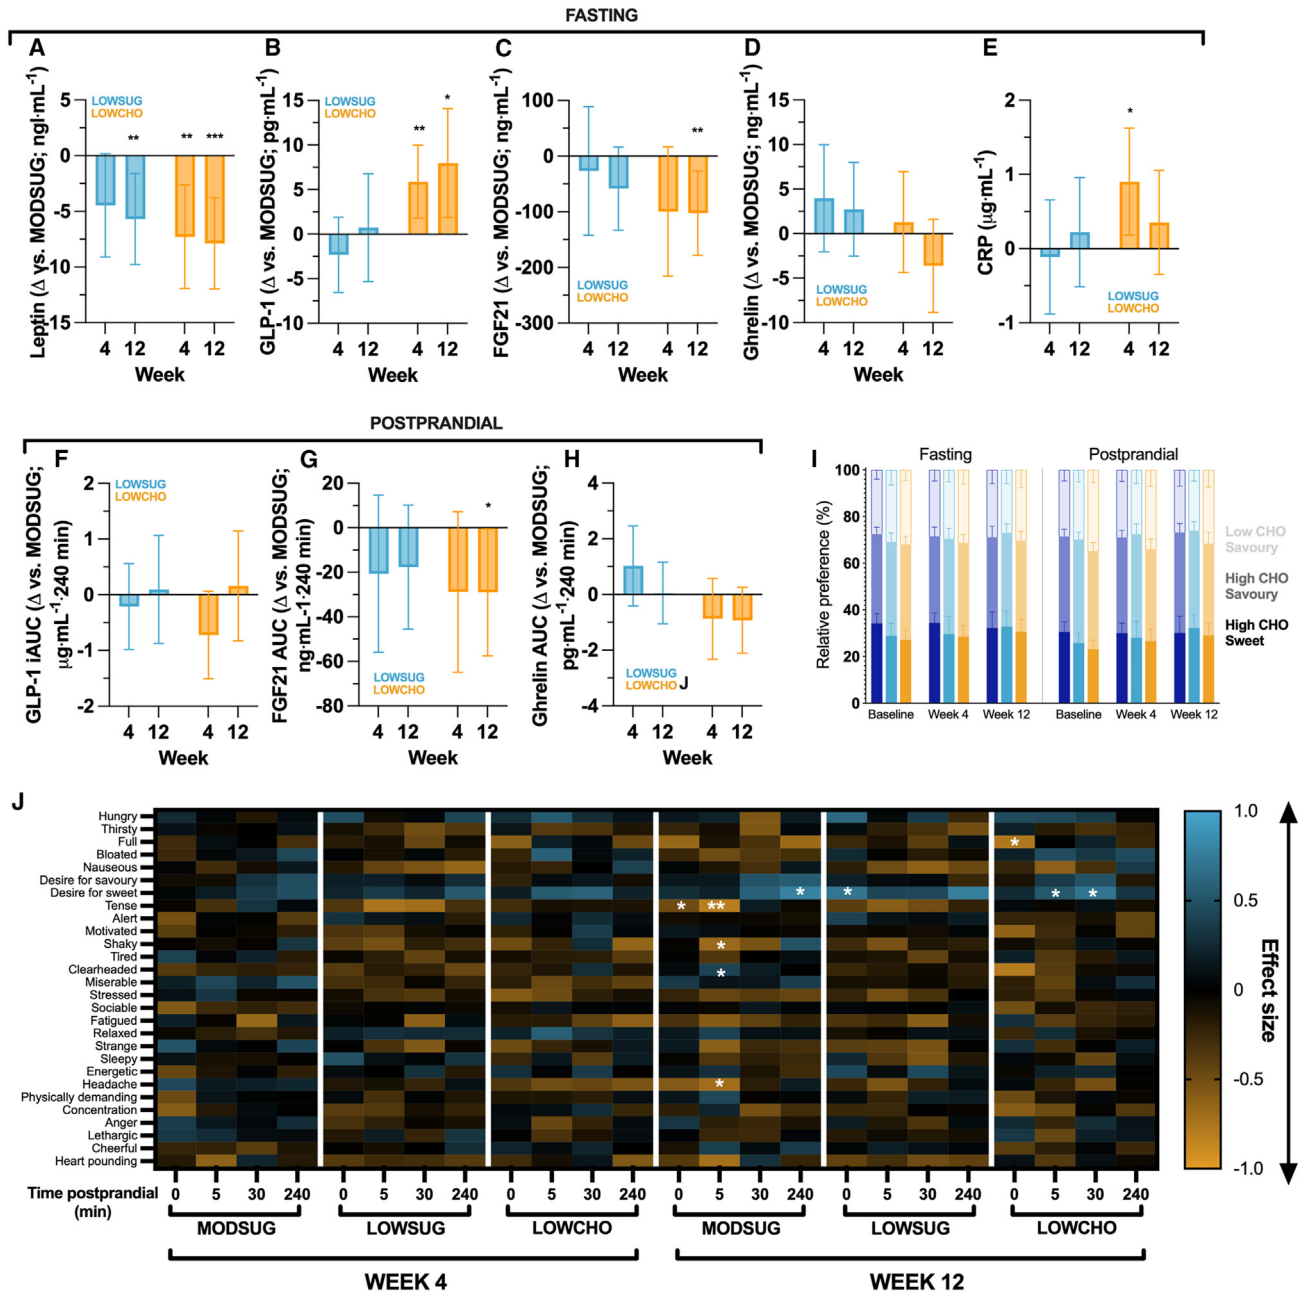 FASTING
A
B
C
D
E
Leptin (Δ vs. MODSUG; ngl·mL⁻¹)
5
0
-5
-10
-15
LOWSUG
LOWCHO
**
**
***
4 12 4 12
Week
GLP-1 (Δ vs. MODSUG; pg·mL⁻¹)
15
10
5
0
-5
-10
LOWSUG
LOWCHO
**
*
4 12 4 12
Week
FGF21 (Δ vs. MODSUG; ng·mL⁻¹)
100
0
-100
-200
-300
**
LOWSUG
LOWCHO
4 12 4 12
Week
Ghrelin (Δ vs. MODSUG; ng·mL⁻¹)
15
10
5
0
-5
-10
LOWSUG
LOWCHO
4 12 4 12
Week
CRP (μg·mL⁻¹)
2
1
0
-1
*
LOWSUG
LOWCHO
4 12 4 12
Week
POSTPRANDIAL
F
G
H
I
GLP-1 iAUC (Δ vs. MODSUG;
μg·mL⁻¹·240 min)
2
1
0
-1
-2
LOWSUG
LOWCHO
4 12 4 12
Week
FGF21 AUC (Δ vs. MODSUG;
ng·mL-1·240 min)
20
0
-20
-40
-60
-80
*
LOWSUG
LOWCHO
4 12 4 12
Week
Ghrelin AUC (Δ vs. MODSUG;
pg·mL⁻¹·240 min)
4
2
0
-2
-4
LOWSUG
LOWCHO J
4 12 4 12
Week
Fasting Postprandial
Relative preference (%)
100
80
60
40
20
0
Baseline Week 4 Week 12 Baseline Week 4 Week 12
Low CHO
Savoury
High CHO
Savoury
High CHO
Sweet
J
Hungry
Thirsty
Full *
Bloated
Nauseous
Desire for savoury
Desire for sweet * * * *
Tense * **
Alert
Motivated
Shaky *
Tired
Clearheaded *
Miserable
Stressed
Sociable
Fatigued
Relaxed
Strange
Sleepy
Energetic
Headache *
Physically demanding
Concentration
Anger
Lethargic
Cheerful
Heart pounding
1.0
0.5
0
-0.5
-1.0
Effect size
Time postprandial
(min)
0 5 30 240 0 5 30 240 0 5 30 240 0 5 30 240 0 5 30 240 0 5 30 240
MODSUG LOWSUG LOWCHO MODSUG LOWSUG LOWCHO
WEEK 4 WEEK 12